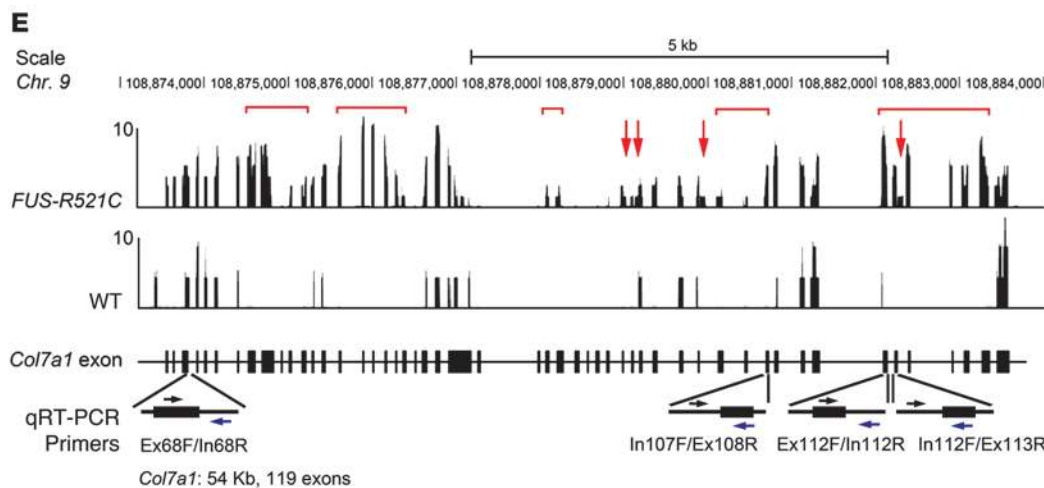 E
Scale 5 kb
Chr. 9 108,874,000 108,875,000 108,876,000 108,877,000 108,878,000 108,879,000 108,880,000 108,881,000 108,882,000 108,883,000 108,884,000
10
FUS-R521C
10
WT
Col7a1 exon
qRT-PCR
Primers Ex68F/In68R In107F/Ex108R Ex112F/In112R In112F/Ex113R
Col7a1: 54 Kb, 119 exons